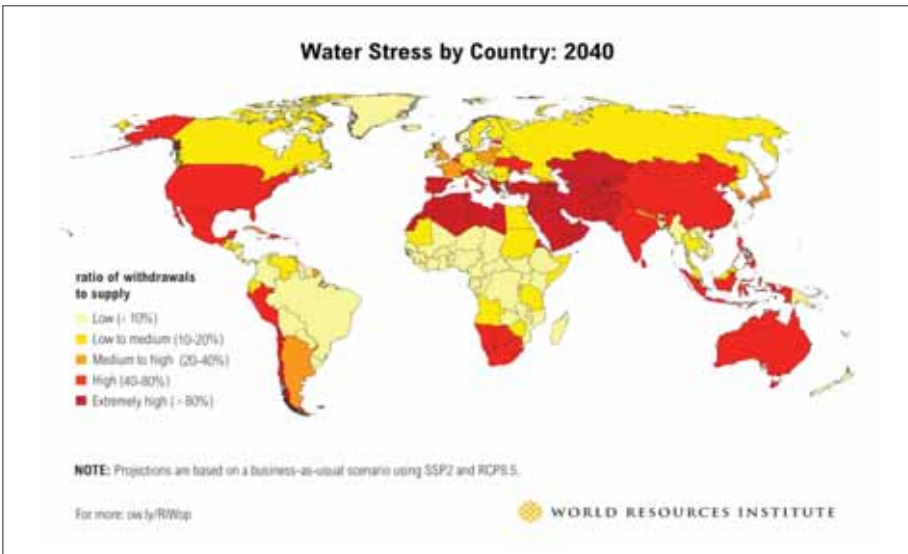 Water Stress by Country: 2040
ratio of withdrawals
to supply
Low (< 10%)
Low to medium (10-20%)
Medium to high (20-40%)
High (40-80%)
Extremely high (> 80%)
NOTE: Projections are based on a business-as-usual scenario using SSP2 and RCP8.5.
For more: ow.ly/RiWop
WORLD RESOURCES INSTITUTE